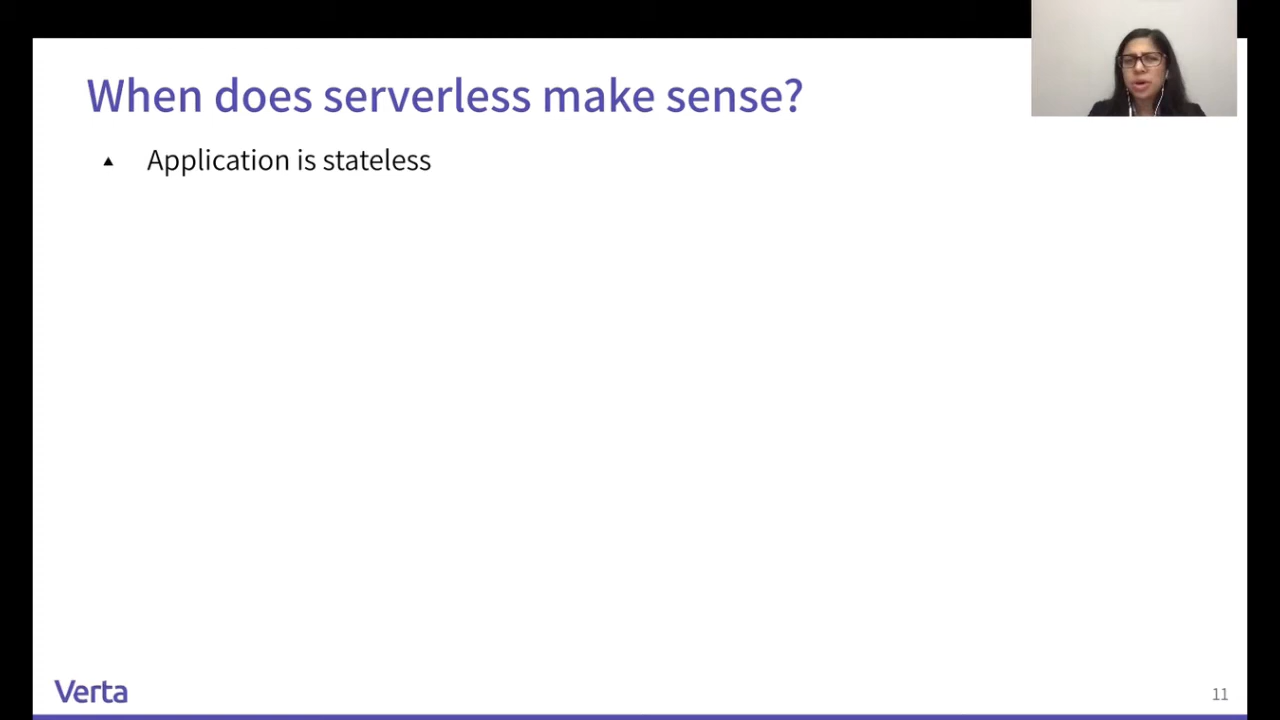 When does serverless make sense?
▲ Application is stateless
Verta
11